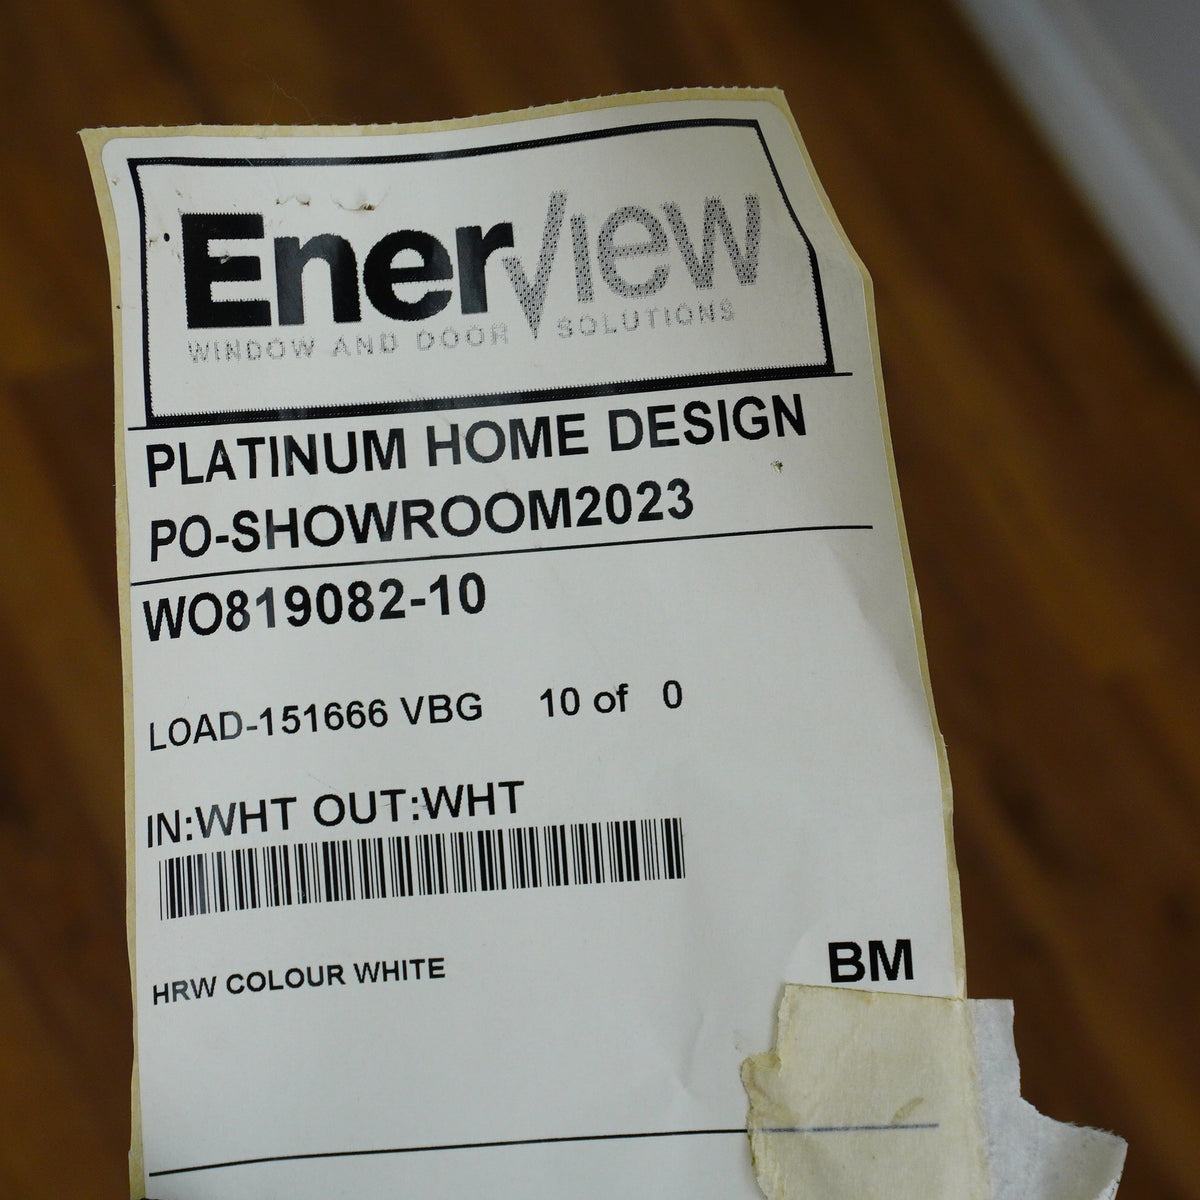 Enerview
WINDOW AND DOOR SOLUTIONS
PLATINUM HOME DESIGN
PO-SHOWROOM2023
WO819082-10
LOAD-151666 VBG 10 of 0
IN:WHT OUT:WHT
HRW COLOUR WHITE
BM